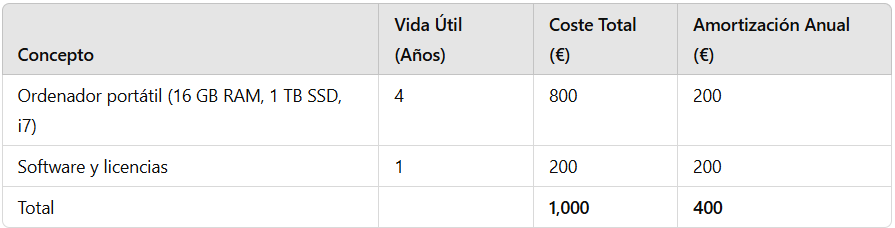 Concepto Vida Útil (Años) Coste Total (€) Amortización Anual (€)
Ordenador portátil (16 GB RAM, 1 TB SSD, i7) 4 800 200
Software y licencias 1 200 200
Total 1,000 400